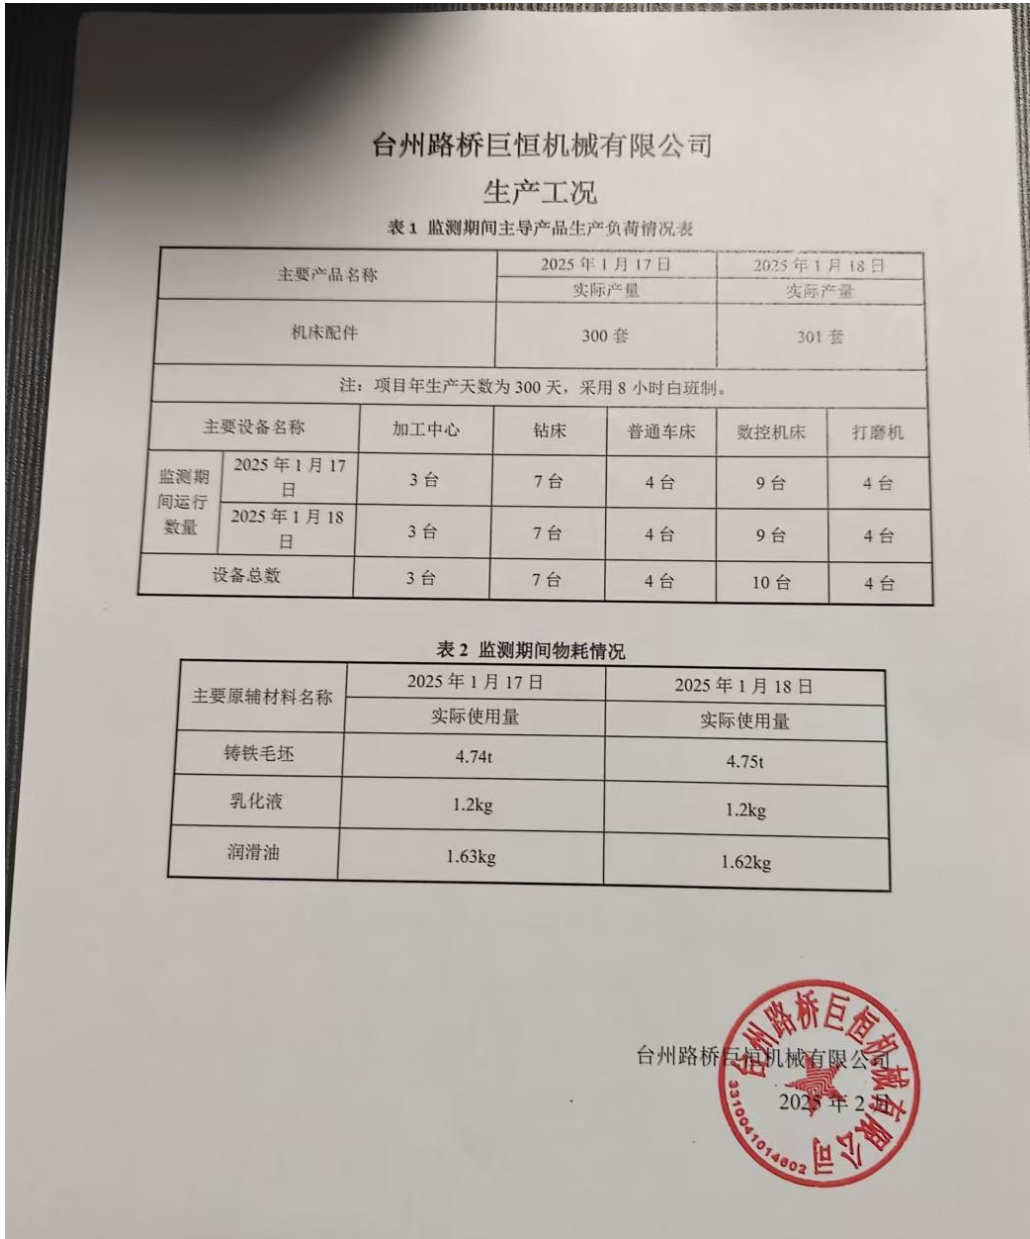 台州路桥巨恒机械有限公司
生产工况
表 1 监测期间主导产品生产负荷情况表
主要产品名称 2025 年 1 月 17 日 2025 年 1 月 18 日
实际产量 实际产量
机床配件 300 套 301 套
注：项目年生产天数为 300 天，采用 8 小时白班制。
主要设备名称 加工中心 钻床 普通车床 数控机床 打磨机
监测期间运行数量 2025 年 1 月 17 日 3 台 7 台 4 台 9 台 4 台
2025 年 1 月 18 日 3 台 7 台 4 台 9 台 4 台
设备总数 3 台 7 台 4 台 10 台 4 台
表 2 监测期间物耗情况
主要原辅材料名称 2025 年 1 月 17 日 2025 年 1 月 18 日
实际使用量 实际使用量
铸铁毛坯 4.74t 4.75t
乳化液 1.2kg 1.2kg
润滑油 1.63kg 1.62kg
台州路桥巨恒机械有限公司
2025 年 2 月
台州路桥巨恒机械有限公司
3310041014802